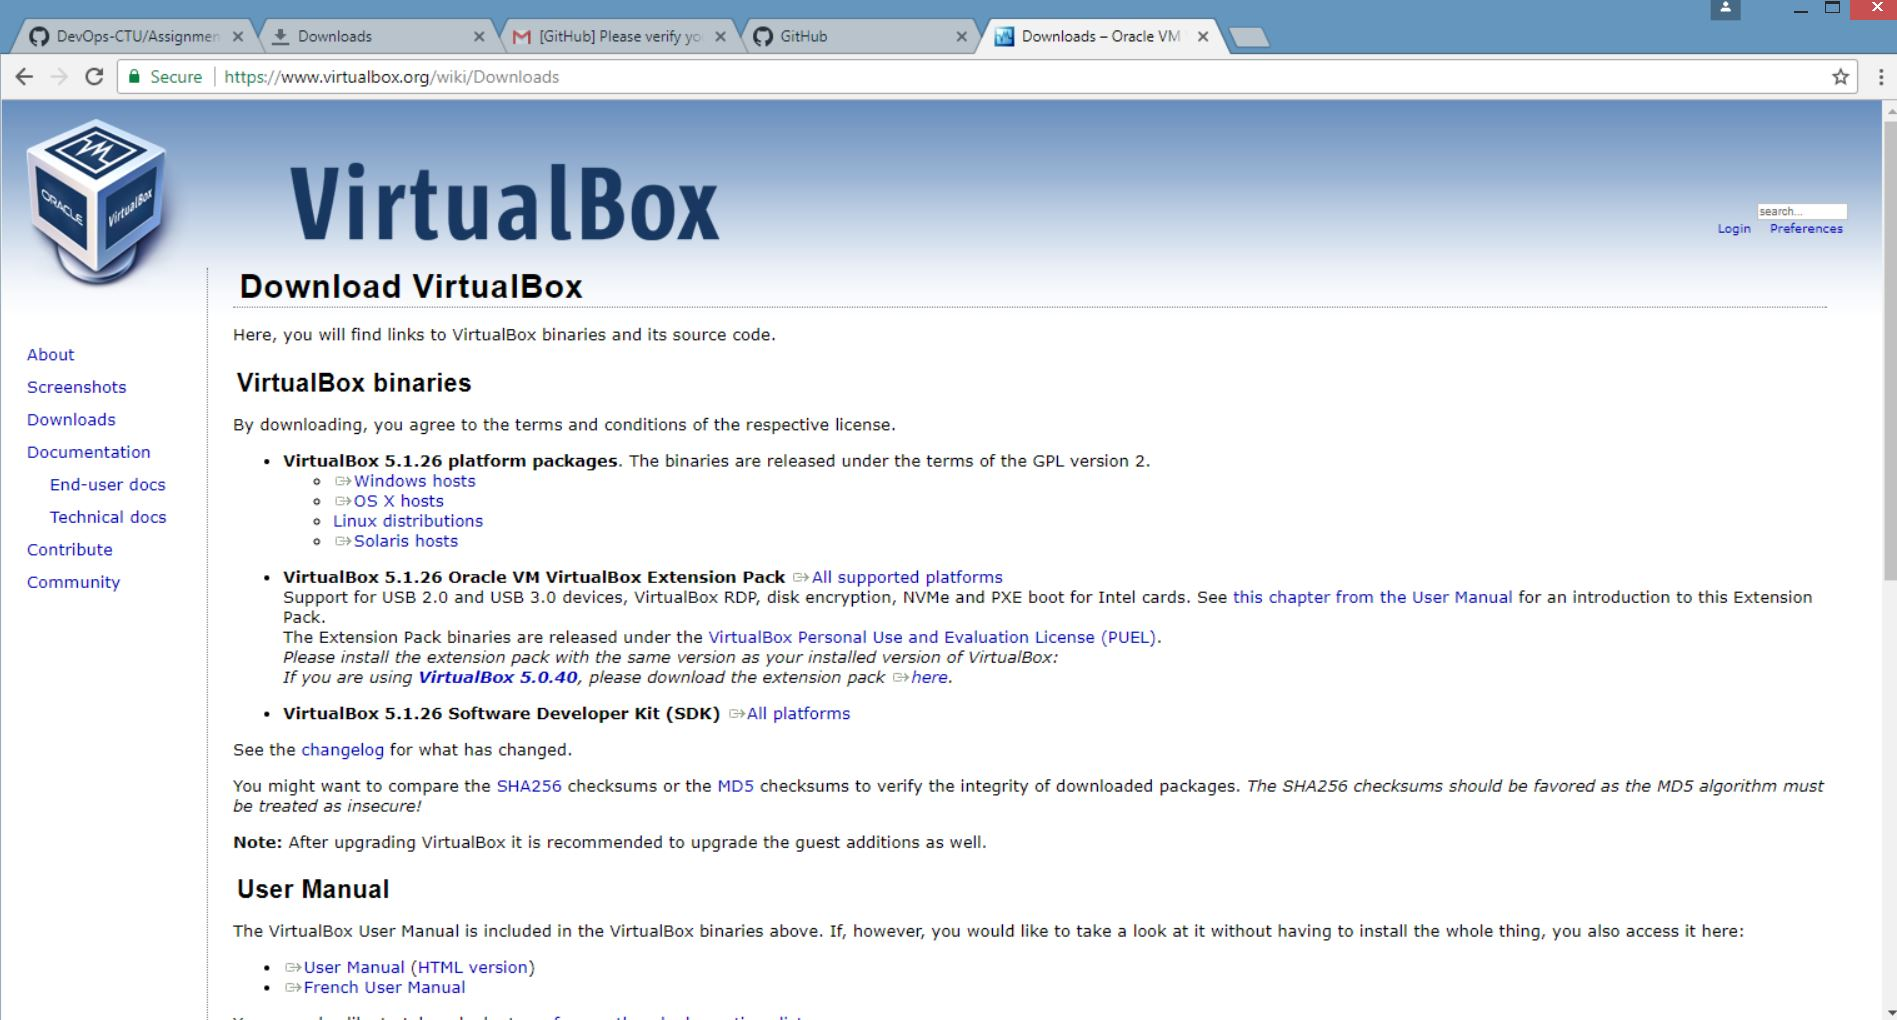 DevOps-CTU/Assignmen
Downloads
[GitHub] Please verify yo
GitHub
Downloads – Oracle VM
Secure
https://www.virtualbox.org/wiki/Downloads
ORACLE
VirtualBox
VirtualBox
search...
Login Preferences
Download VirtualBox
Here, you will find links to VirtualBox binaries and its source code.
About
Screenshots
Downloads
Documentation
End-user docs
Technical docs
Contribute
Community
VirtualBox binaries
By downloading, you agree to the terms and conditions of the respective license.
• VirtualBox 5.1.26 platform packages. The binaries are released under the terms of the GPL version 2.
Windows hosts
OS X hosts
Linux distributions
Solaris hosts
• VirtualBox 5.1.26 Oracle VM VirtualBox Extension Pack All supported platforms
Support for USB 2.0 and USB 3.0 devices, VirtualBox RDP, disk encryption, NVMe and PXE boot for Intel cards. See this chapter from the User Manual for an introduction to this Extension
Pack.
The Extension Pack binaries are released under the VirtualBox Personal Use and Evaluation License (PUEL).
Please install the extension pack with the same version as your installed version of VirtualBox:
If you are using VirtualBox 5.0.40, please download the extension pack here.
• VirtualBox 5.1.26 Software Developer Kit (SDK) All platforms
See the changelog for what has changed.
You might want to compare the SHA256 checksums or the MD5 checksums to verify the integrity of downloaded packages. The SHA256 checksums should be favored as the MD5 algorithm must
be treated as insecure!
Note: After upgrading VirtualBox it is recommended to upgrade the guest additions as well.
User Manual
The VirtualBox User Manual is included in the VirtualBox binaries above. If, however, you would like to take a look at it without having to install the whole thing, you also access it here:
• User Manual (HTML version)
• French User Manual